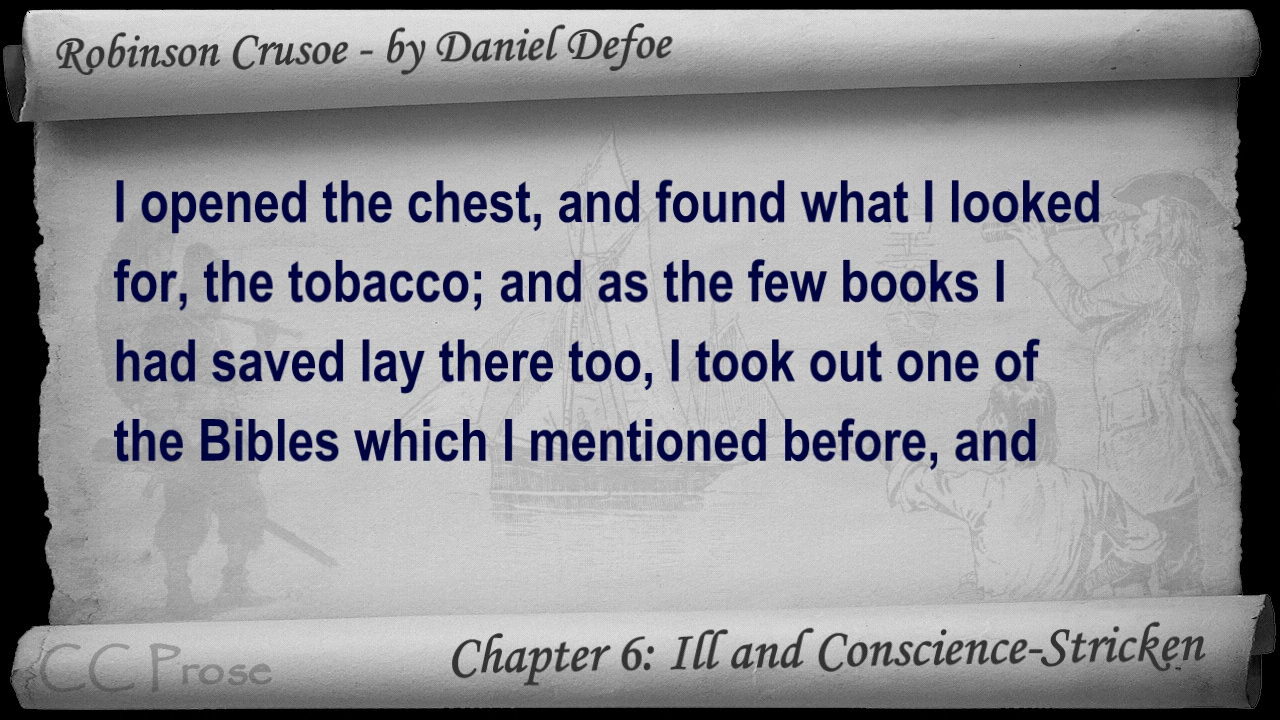 Robinson Crusoe - by Daniel Defoe
I opened the chest, and found what I looked
for, the tobacco; and as the few books I
had saved lay there too, I took out one of
the Bibles which I mentioned before, and
CC Prose
Chapter 6: Ill and Conscience-Stricken